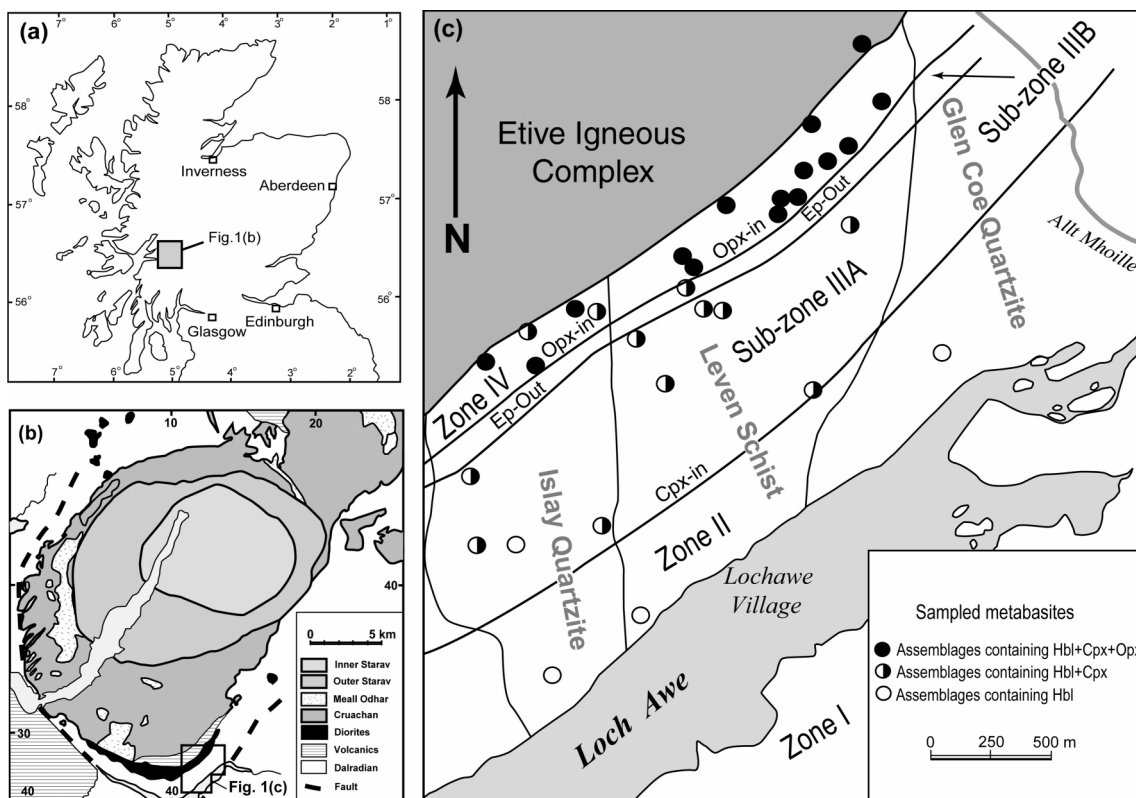 (a)
7°
6°
5°
4°
3°
2°
58°
57°
56°
58°
57°
56°
Inverness
Aberdeen
Fig.1(b)
Edinburgh
Glasgow
7°
6°
5°
4°
3°
2°
(b)
10
20
40
40
30
30
40
0 5 km
Inner Starav
Outer Starav
Meall Odhar
Cruachan
Diorites
Volcanics
Dalradian
Fault
Fig. 1(c)
(c)
N
Etive Igneous
Complex
Sub-zone IIIB
Glen Coe Quartzite
Allt Mhoille
Opx-in
Ep-Out
Sub-zone IIIA
Leven Schist
Opx-in
Zone IV
Ep-Out
Cpx-in
Islay Quartzite
Zone II
Lochawe
Village
Loch Awe
Zone I
Sampled metabasites
Assemblages containing Hbl+Cpx+Opx
Assemblages containing Hbl+Cpx
Assemblages containing Hbl
0 250 500 m